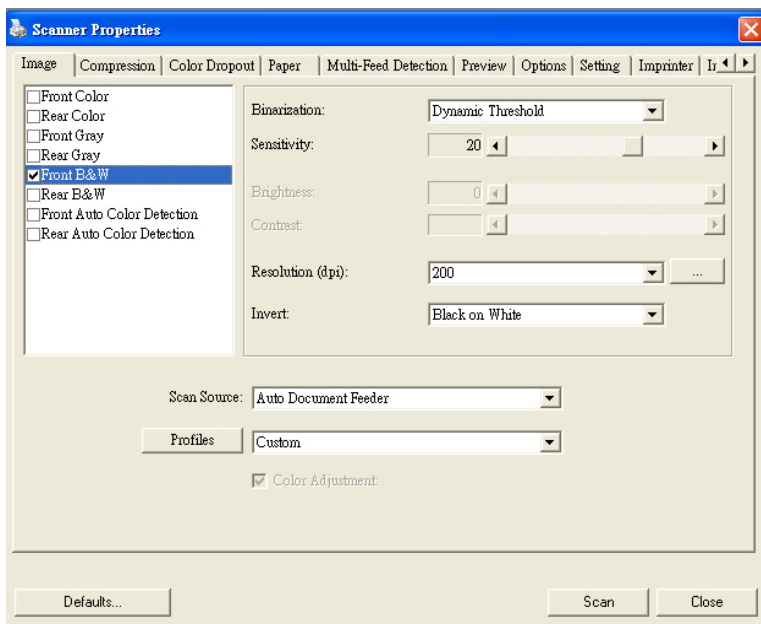 Scanner Properties
Image Compression Color Dropout Paper Multi-Feed Detection Preview Options Setting Imprinter
Front Color
Rear Color
Front Gray
Rear Gray
Front B&W
Rear B&W
Front Auto Color Detection
Rear Auto Color Detection
Binarization: Dynamic Threshold
Sensitivity: 20
Brightness: 0
Contrast:
Resolution (dpi): 200 ...
Invert: Black on White
Scan Source: Auto Document Feeder
Profiles Custom
Color Adjustment
Defaults... Scan Close